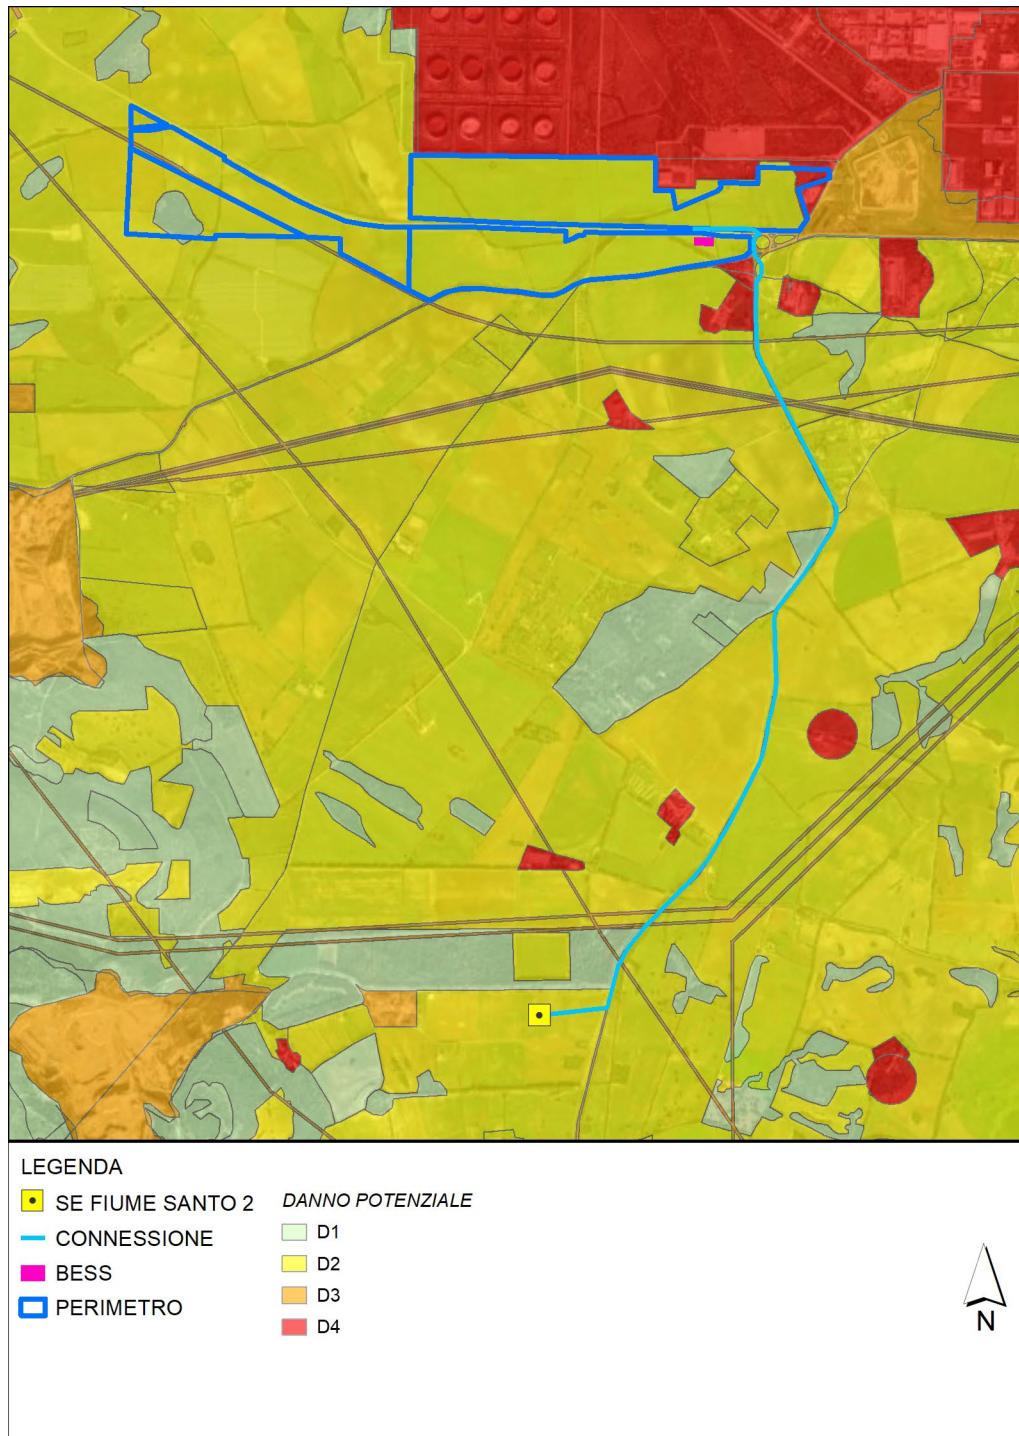 LEGENDA
SE FIUME SANTO 2
CONNESSIONE
BESS
PERIMETRO
DANNO POTENZIALE
D1
D2
D3
D4
N